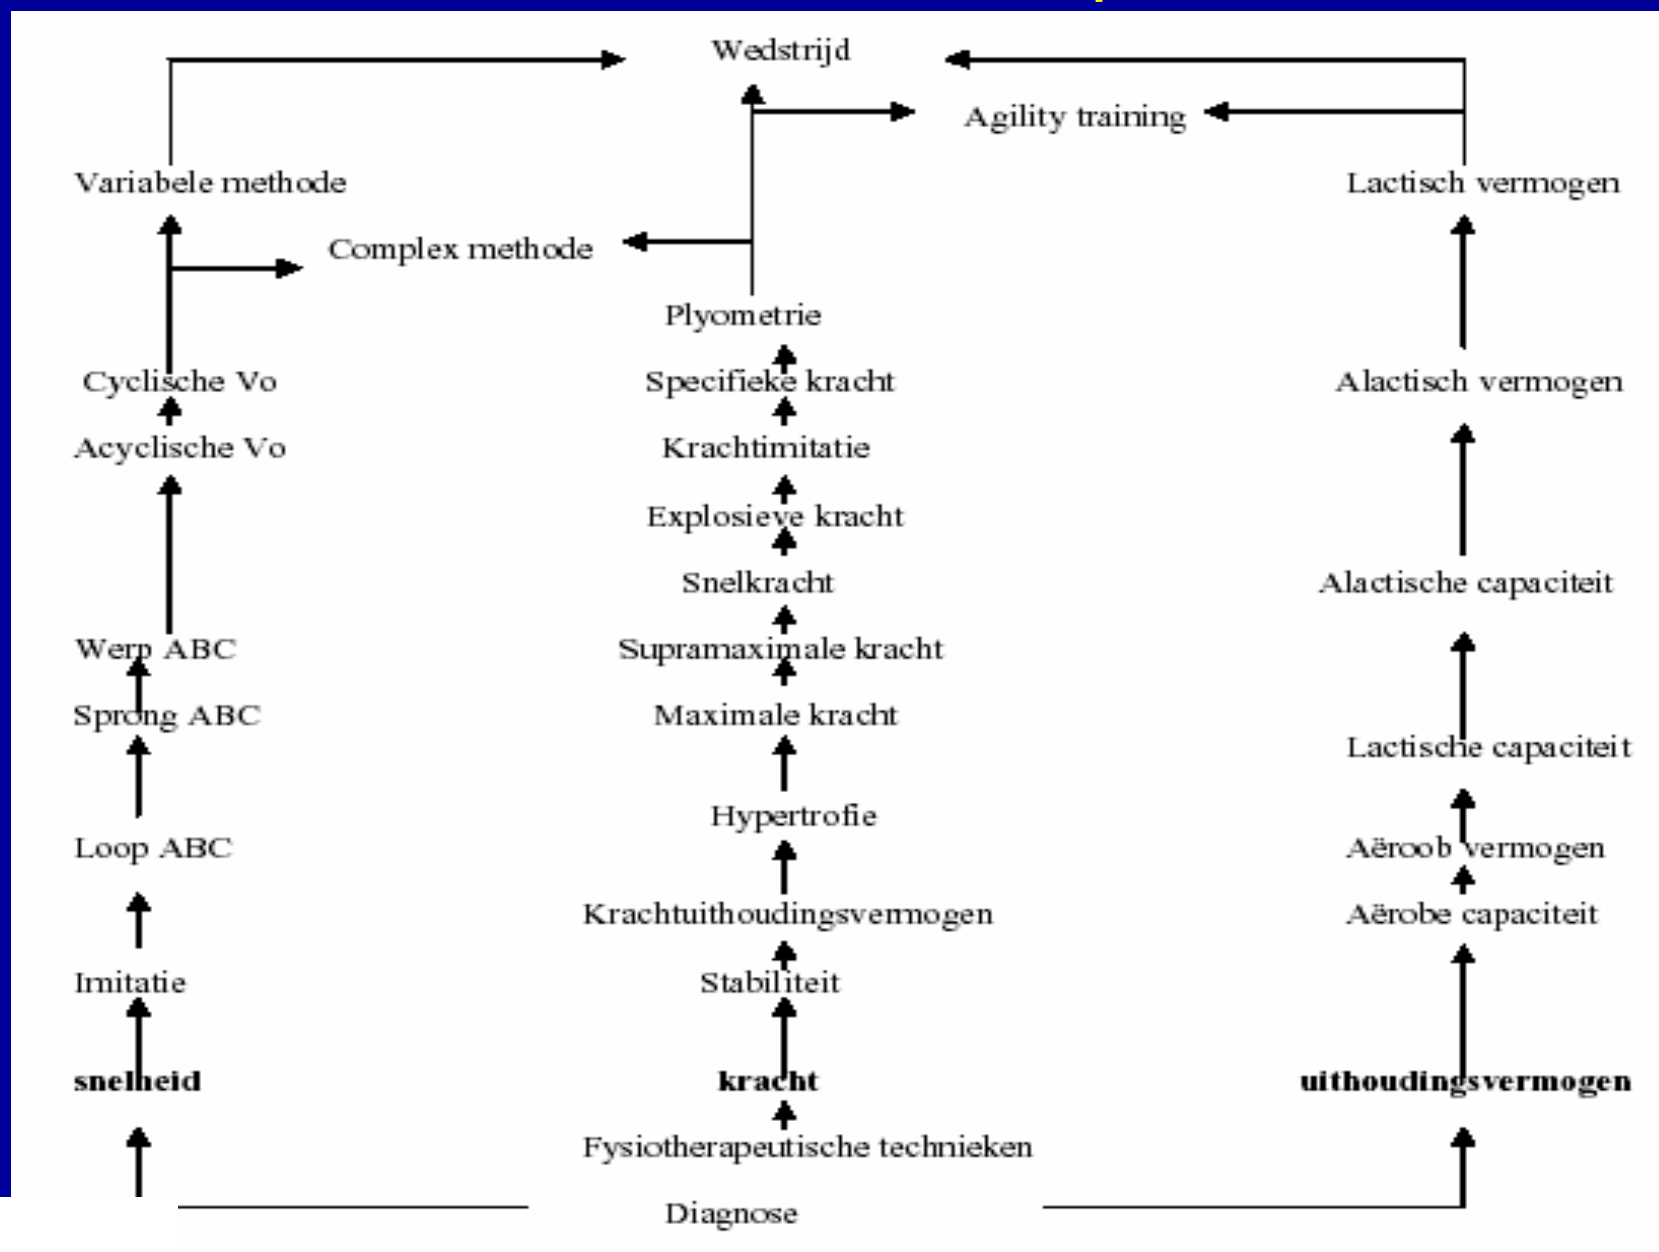 Wedstrijd
Agility training
Variabele methode
Lactisch vermogen
Complex methode
Plyometrie
Cyclische Vo
Specifieke kracht
Alactisch vermogen
Acyclische Vo
Krachtimitatie
Explosieve kracht
Snelkracht
Alactische capaciteit
Werp ABC
Supramaximale kracht
Sprong ABC
Maximale kracht
Lactische capaciteit
Hypertrofie
Loop ABC
Aëroob vermogen
Krachtuithoudingsvermogen
Aërobe capaciteit
Imitatie
Stabiliteit
snelheid
kracht
uithoudingsvermogen
Fysiotherapeutische technieken
Diagnose